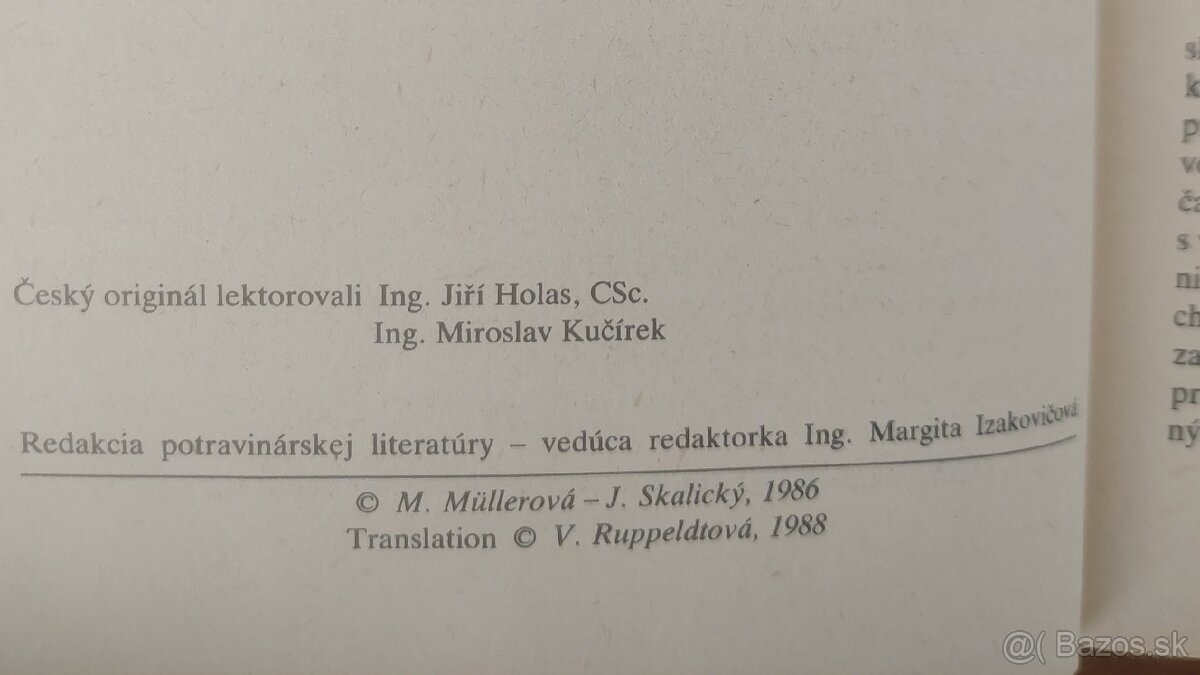 Český originál lektorovali Ing. Jiří Holas, CSc.
Ing. Miroslav Kučírek
Redakcia potravinárskej literatúry – vedúca redaktorka Ing. Margita Izakovičová
© M. Müllerová – J. Skalický, 1986
Translation © V. Ruppeldtová, 1988
@( Bazos.sk